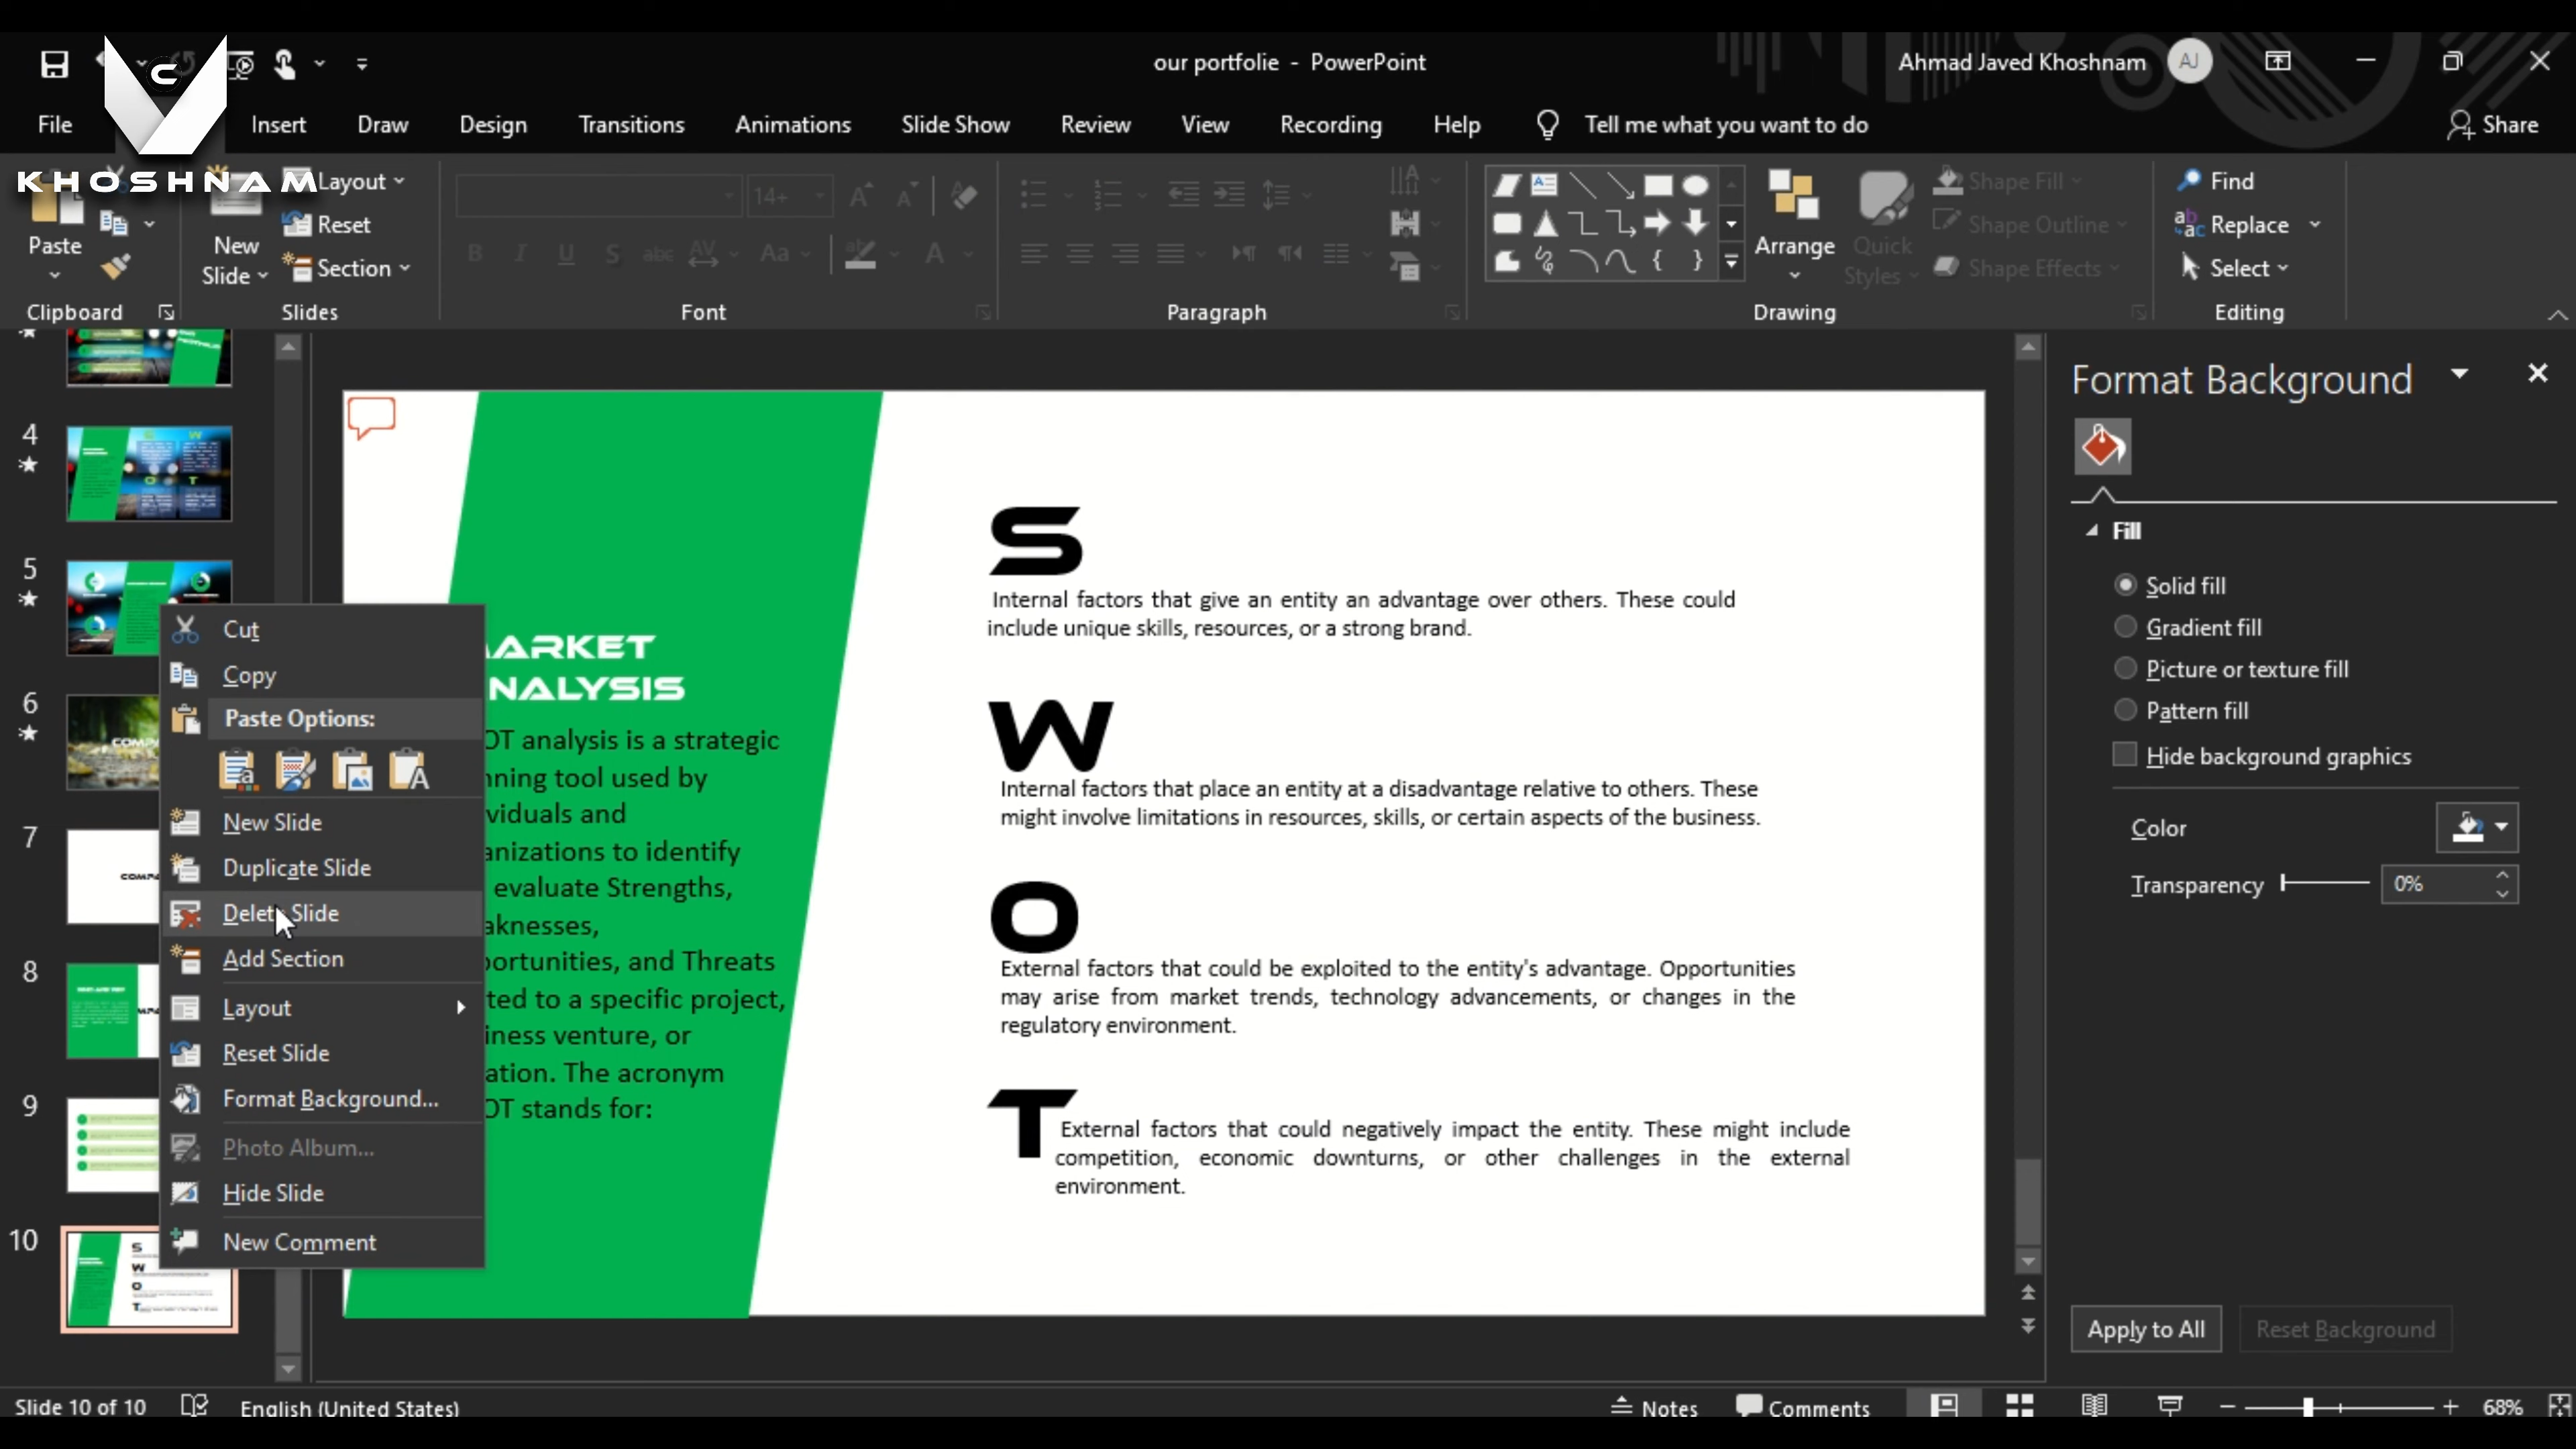 our portfolie - PowerPoint
Ahmad Javed Khoshnam
AJ
KHOSHNAM
File
Insert
Draw
Design
Transitions
Animations
Slide Show
Review
View
Recording
Help
Tell me what you want to do
Share
Paste
New
Slide
Layout
Reset
Section
14+
Arrange
Quick
Styles
Shape Fill
Shape Outline
Shape Effects
Find
Replace
Select
Clipboard
Slides
Font
Paragraph
Drawing
Editing
4
5
6
7
8
9
10
Cut
Copy
Paste Options:
New Slide
Duplicate Slide
Delete Slide
Add Section
Layout
Reset Slide
Format Background...
Photo Album...
Hide Slide
New Comment
ARKET
NALYSIS
OT analysis is a strategic
nning tool used by
viduals and
anizations to identify
evaluate Strengths,
aknesses,
portunities, and Threats
ted to a specific project,
iness venture, or
ation. The acronym
OT stands for:
S
Internal factors that give an entity an advantage over others. These could
include unique skills, resources, or a strong brand.
W
Internal factors that place an entity at a disadvantage relative to others. These
might involve limitations in resources, skills, or certain aspects of the business.
O
External factors that could be exploited to the entity's advantage. Opportunities
may arise from market trends, technology advancements, or changes in the
regulatory environment.
T
External factors that could negatively impact the entity. These might include
competition, economic downturns, or other challenges in the external
environment.
Format Background
Fill
Solid fill
Gradient fill
Picture or texture fill
Pattern fill
Hide background graphics
Color
Transparency
0%
Apply to All
Reset Background
Slide 10 of 10
English (United States)
Notes
Comments
68%